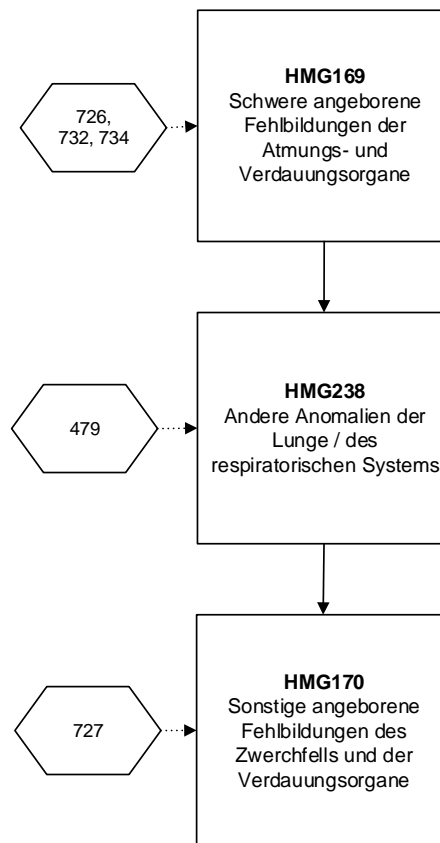 726,
732, 734
HMG169
Schwere angeborene
Fehlbildungen der
Atmungs- und
Verdauungsorgane
479
HMG238
Andere Anomalien der
Lunge / des
respiratorischen Systems
727
HMG170
Sonstige angeborene
Fehlbildungen des
Zwerchfells und der
Verdauungsorgane